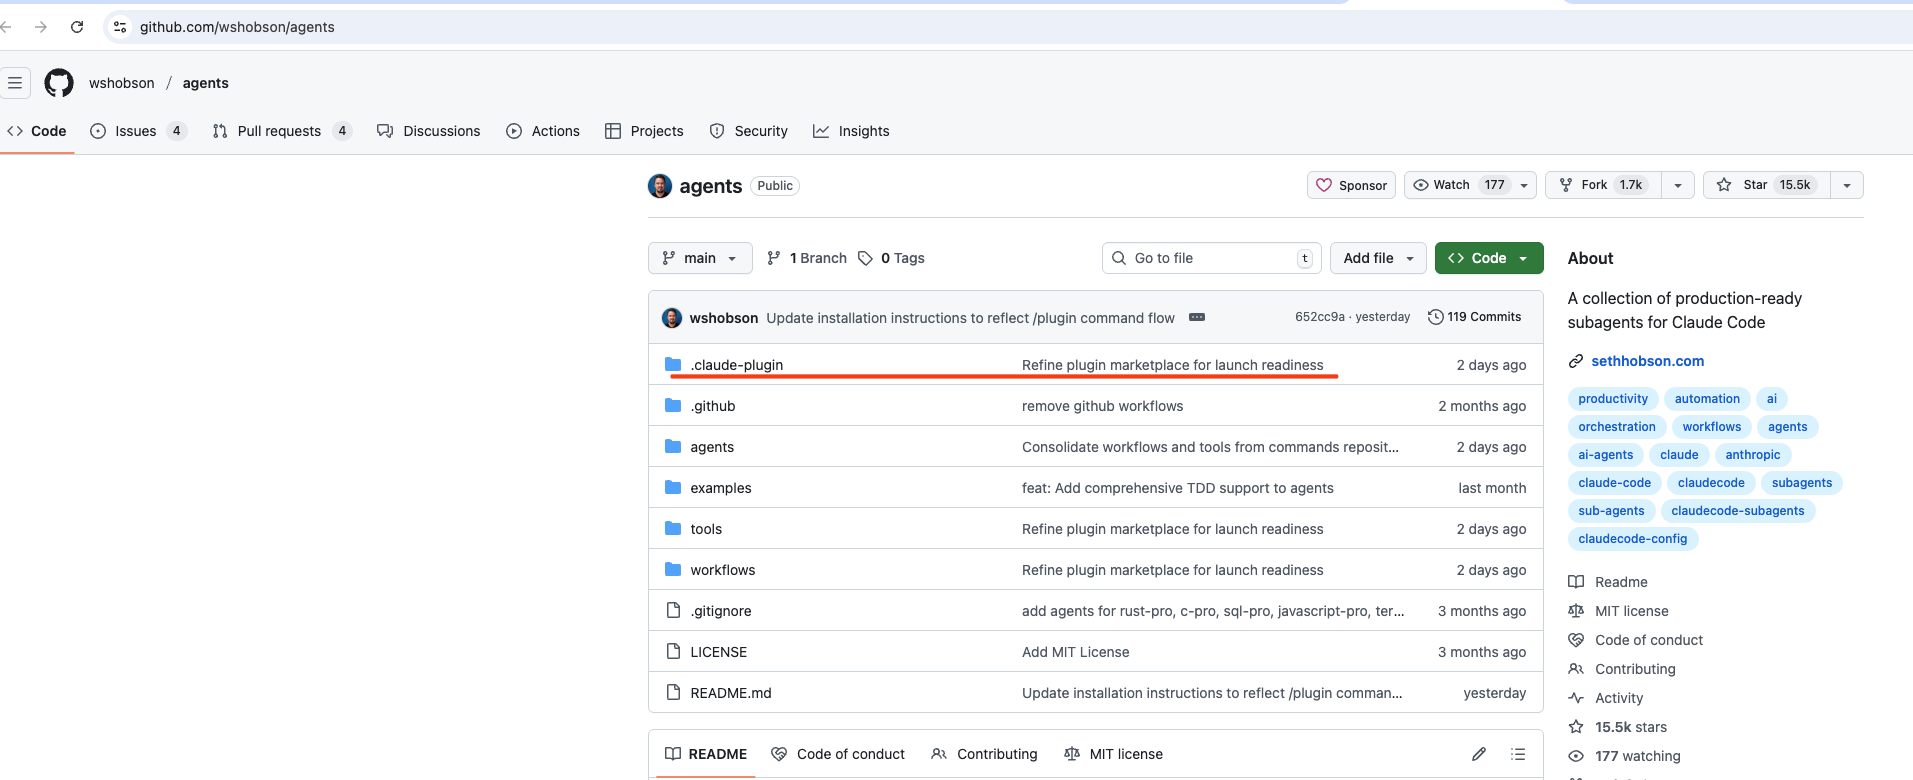 github.com/wshobson/agents
wshobson / agents
Code Issues 4 Pull requests 4 Discussions Actions Projects Security Insights
agents Public
Sponsor Watch 177 Fork 1.7k Star 15.5k
main 1 Branch 0 Tags Go to file t Add file Code
wshobson Update installation instructions to reflect /plugin command flow 652cc9a · yesterday 119 Commits
.claude-plugin Refine plugin marketplace for launch readiness 2 days ago
.github remove github workflows 2 months ago
agents Consolidate workflows and tools from commands reposit... 2 days ago
examples feat: Add comprehensive TDD support to agents last month
tools Refine plugin marketplace for launch readiness 2 days ago
workflows Refine plugin marketplace for launch readiness 2 days ago
.gitignore add agents for rust-pro, c-pro, sql-pro, javascript-pro, ter... 3 months ago
LICENSE Add MIT License 3 months ago
README.md Update installation instructions to reflect /plugin comman... yesterday
README Code of conduct Contributing MIT license
About
A collection of production-ready
subagents for Claude Code
sethhobson.com
productivity automation ai
orchestration workflows agents
ai-agents claude anthropic
claude-code claudecode subagents
sub-agents claudecode-subagents
claudecode-config
Readme
MIT license
Code of conduct
Contributing
Activity
15.5k stars
177 watching